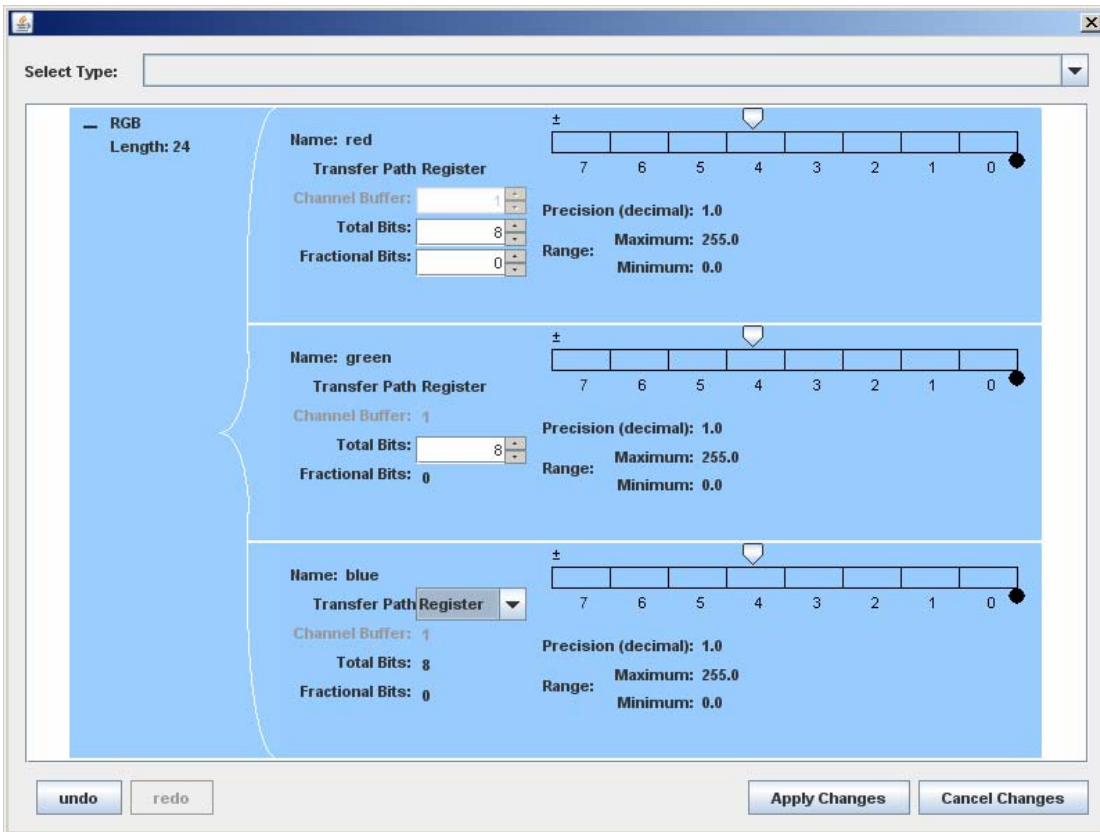 Select Type:
RGB
Length: 24
±
Name: red
Transfer Path Register
7 6 5 4 3 2 1 0
Channel Buffer: 1
Precision (decimal): 1.0
Total Bits: 8
Maximum: 255.0
Fractional Bits: 0
Range:
Minimum: 0.0
±
Name: green
Transfer Path Register
7 6 5 4 3 2 1 0
Channel Buffer: 1
Precision (decimal): 1.0
Total Bits: 8
Maximum: 255.0
Fractional Bits: 0
Range:
Minimum: 0.0
±
Name: blue
Transfer Path Register
7 6 5 4 3 2 1 0
Channel Buffer: 1
Precision (decimal): 1.0
Total Bits: 8
Maximum: 255.0
Fractional Bits: 0
Range:
Minimum: 0.0
undo redo Apply Changes Cancel Changes